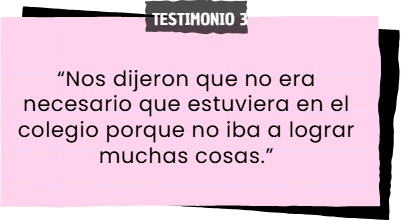 TESTIMONIO 3
“Nos dijeron que no era
necesario que estuviera en el
colegio porque no iba a lograr
muchas cosas.”